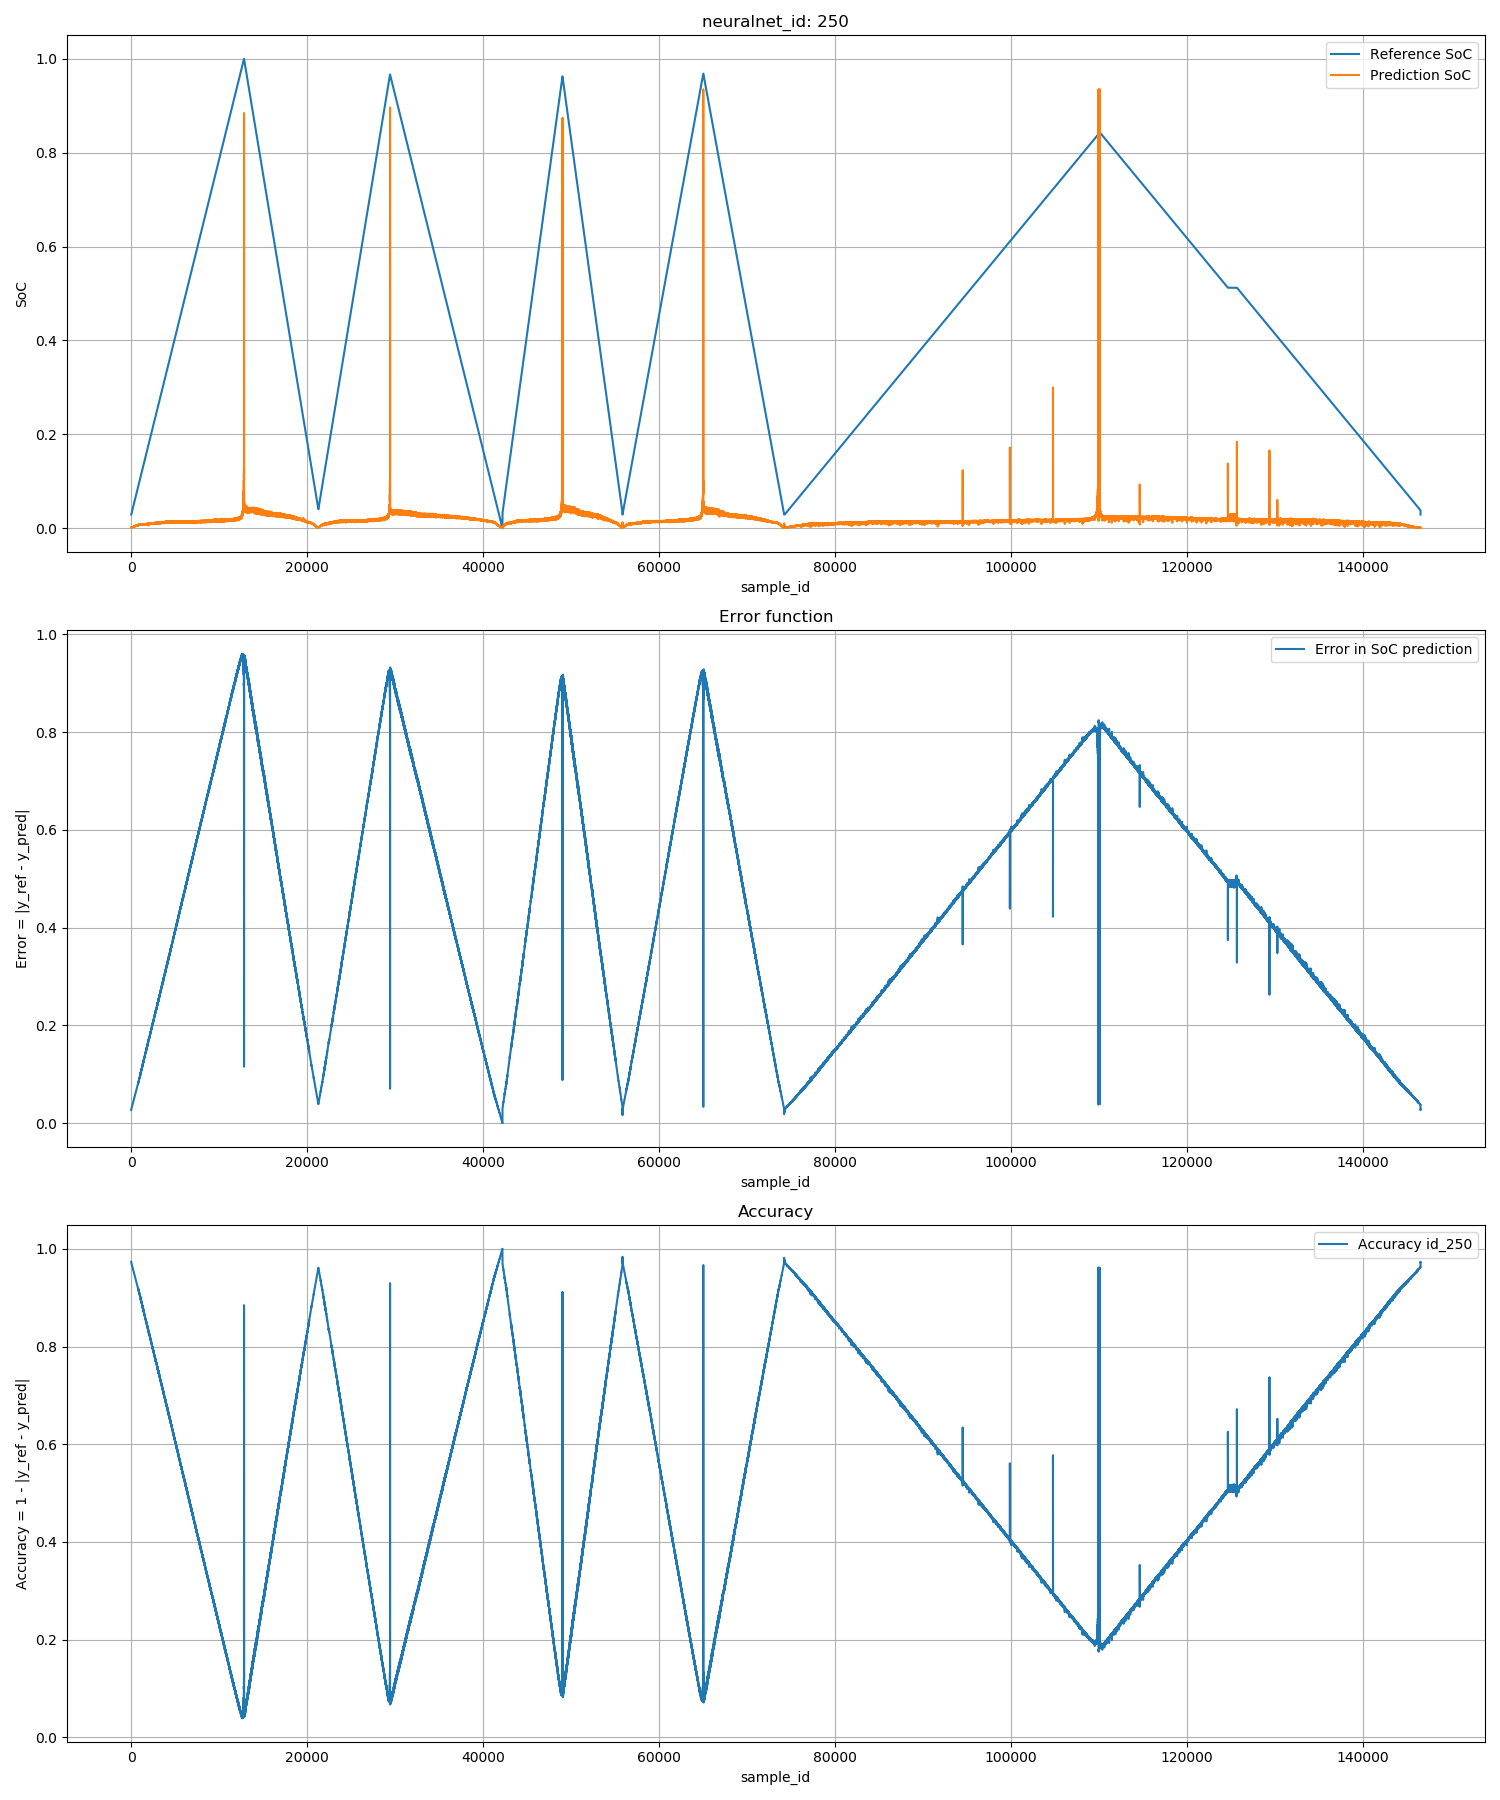 neuralnet_id: 250
Reference SoC
Prediction SoC
SoC
1.0
0.8
0.6
0.4
0.2
0.0
0 20000 40000 60000 80000 100000 120000 140000
sample_id
Error function
Error in SoC prediction
Error = |y_ref - y_pred|
1.0
0.8
0.6
0.4
0.2
0.0
0 20000 40000 60000 80000 100000 120000 140000
sample_id
Accuracy
Accuracy id_250
Accuracy = 1 - |y_ref - y_pred|
1.0
0.8
0.6
0.4
0.2
0.0
0 20000 40000 60000 80000 100000 120000 140000
sample_id